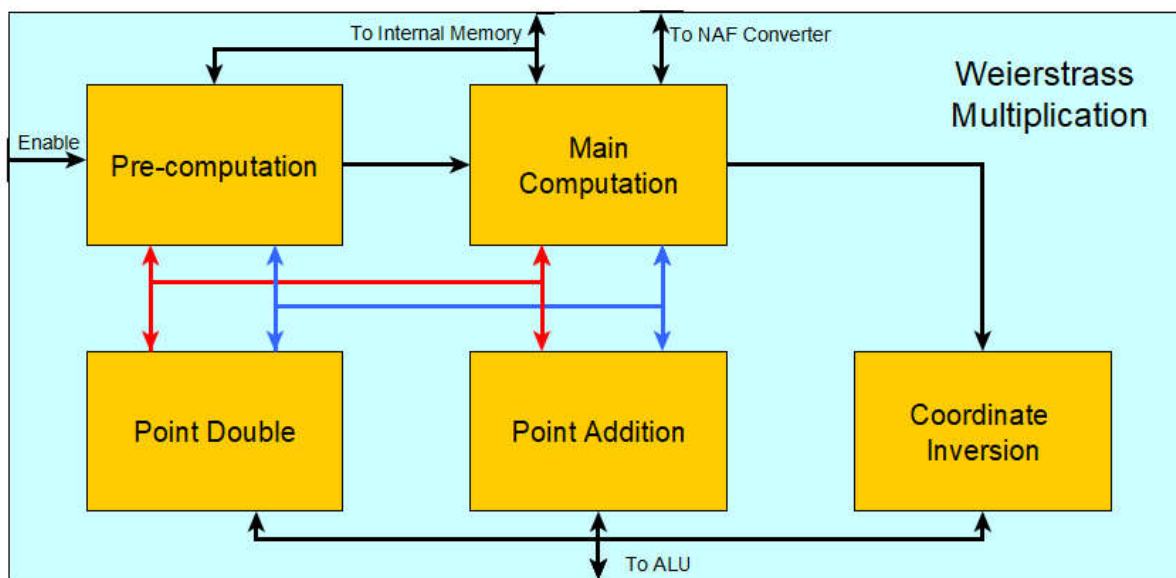 To Internal Memory
To NAF Converter
Weierstrass
Multiplication
Enable
Pre-computation
Main
Computation
Point Double
Point Addition
Coordinate
Inversion
To ALU